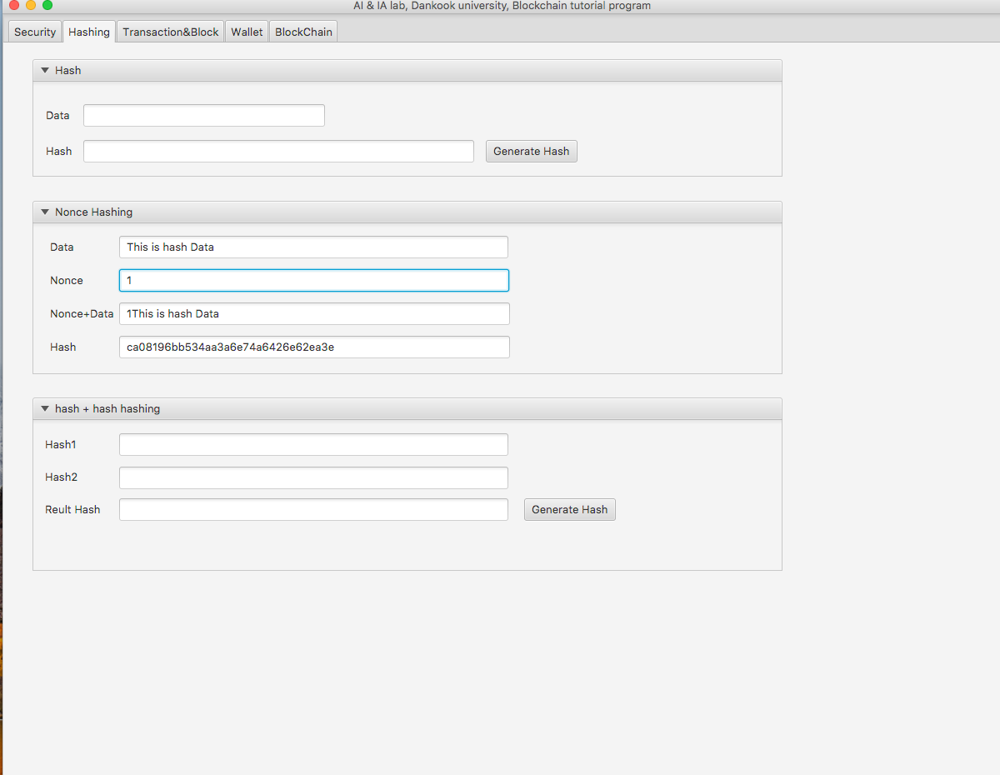 AI & IA lab, Dankook university, Blockchain tutorial program
Security Hashing Transaction&Block Wallet BlockChain
Hash
Data
Hash Generate Hash
Nonce Hashing
Data This is hash Data
Nonce 1
Nonce+Data 1This is hash Data
Hash ca08196bb534aa3a6e74a6426e62ea3e
hash + hash hashing
Hash1
Hash2
Reult Hash Generate Hash